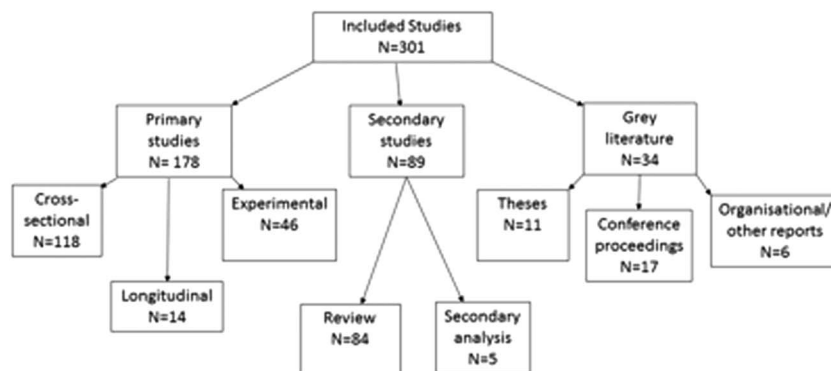 Included Studies
N=301
Primary
studies
N= 178
Secondary
studies
N=89
Grey
literature
N=34
Cross-
sectional
N=118
Longitudinal
N=14
Experimental
N=46
Review
N=84
Secondary
analysis
N=5
Theses
N=11
Conference
proceedings
N=17
Organisational/
other reports
N=6